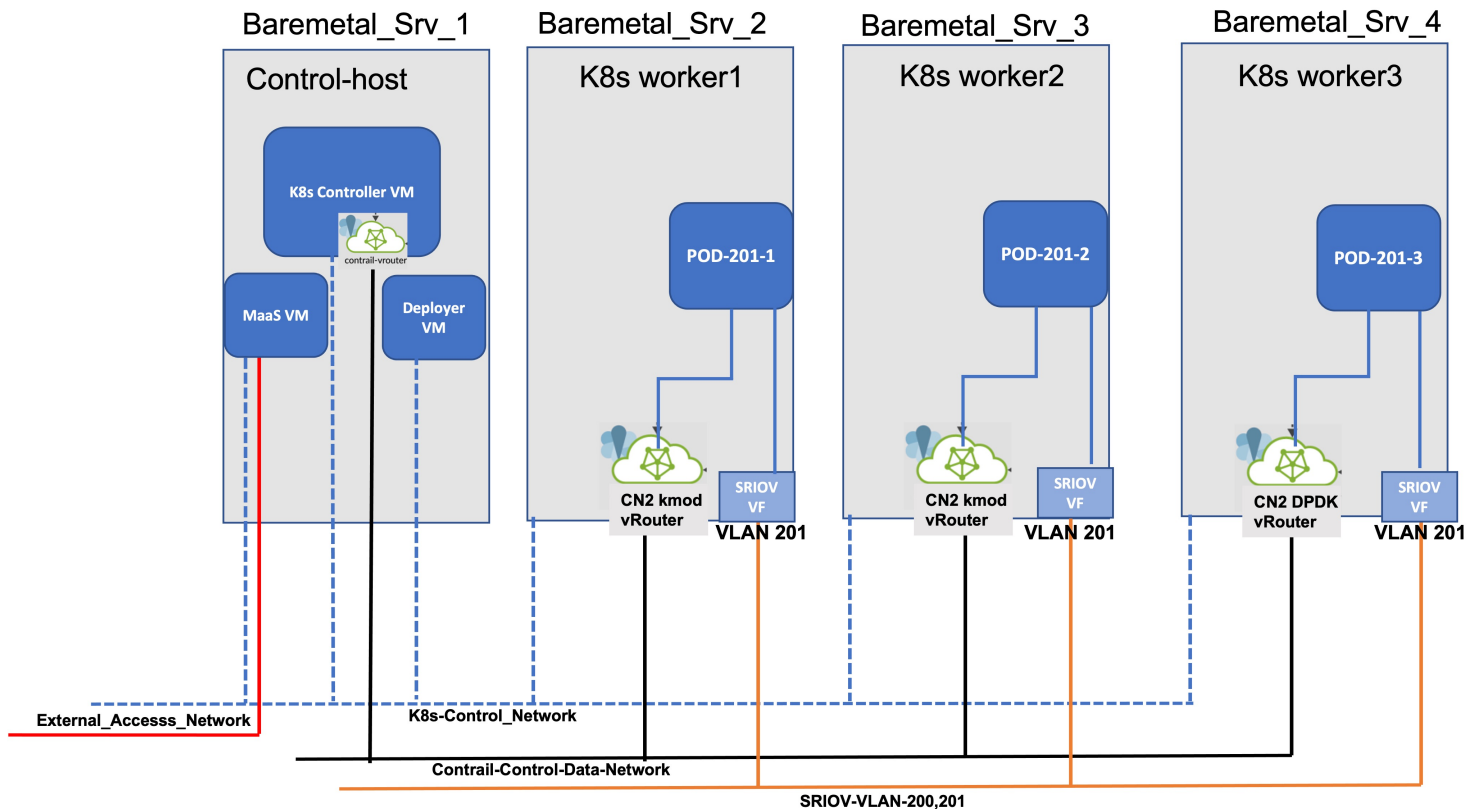 Baremetal_Srv_1
Baremetal_Srv_2
Baremetal_Srv_3
Baremetal_Srv_4
Control-host
K8s worker1
K8s worker2
K8s worker3
K8s Controller VM
contrail-vrouter
MaaS VM
Deployer
VM
POD-201-1
POD-201-2
POD-201-3
CN2 kmod
vRouter
SRIOV
VF
VLAN 201
CN2 kmod
vRouter
SRIOV
VF
VLAN 201
CN2 DPDK
vRouter
SRIOV
VF
VLAN 201
External_Accesss_Network
K8s-Control_Network
Contrail-Control-Data-Network
SRIOV-VLAN-200,201